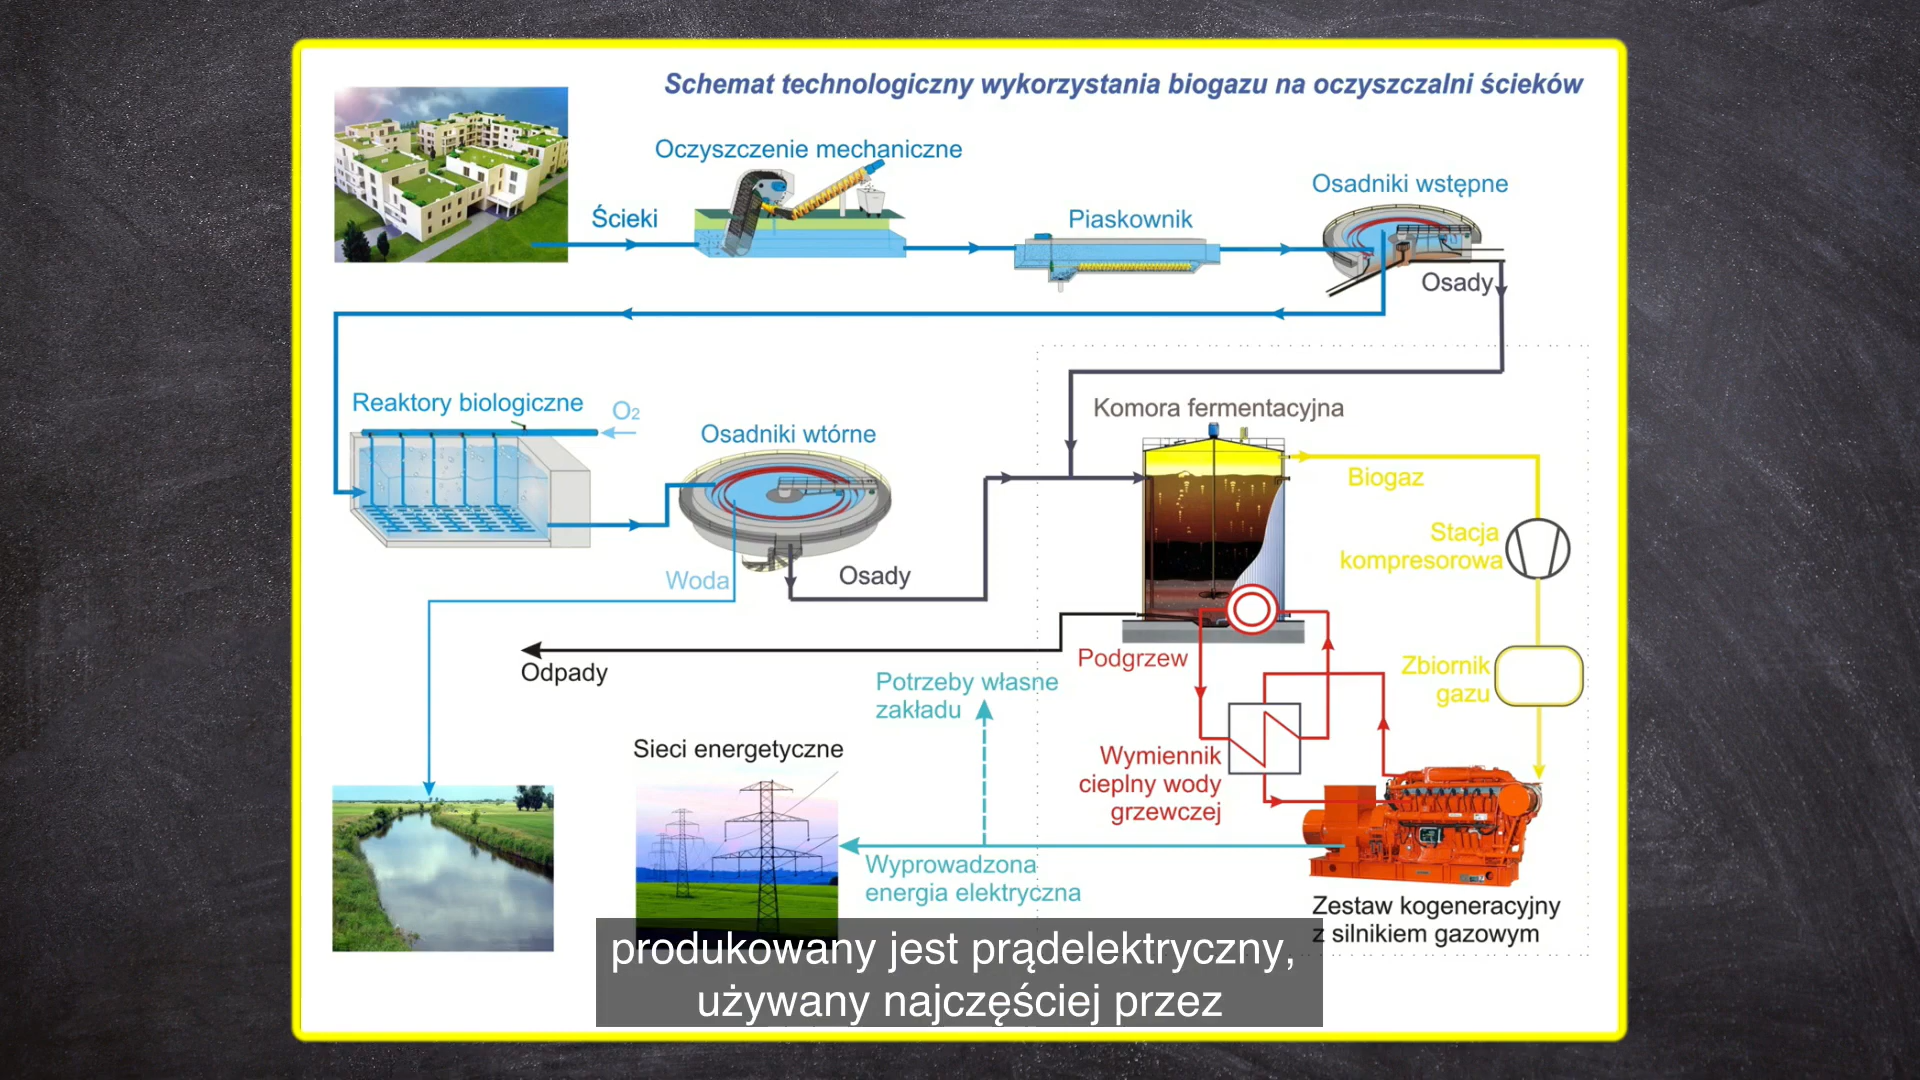 Schemat technologiczny wykorzystania biogazu na oczyszczalni ścieków
Oczyszczenie mechaniczne
Osadniki wstępne
Ścieki
Piaskownik
Osady
Reaktory biologiczne
O₂
Osadniki wtórne
Komora fermentacyjna
Biogaz
Stacja
kompresorowa
Woda
Osady
Odpady
Podgrzew
Zbiornik
gazu
Potrzeby własne
zakładu
Sieci energetyczne
Wymiennik
cieplny wody
grzewczej
Wyprowadzona
energia elektryczna
Zestaw kogeneracyjny
z silnikiem gazowym
produkowany jest prądelektryczny,
używany najczęściej przez